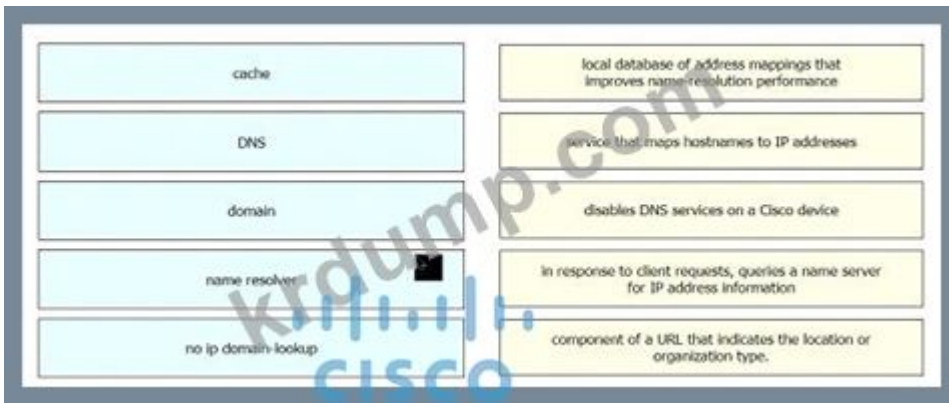 cache
local database of address mappings that
improves name-resolution performance
DNS
service that maps hostnames to IP addresses
domain
disables DNS services on a Cisco device
name resolver
in response to client requests, queries a name server
for IP address information
no ip domain-lookup
component of a URL that indicates the location or
organization type.
krdump.com
CISCO